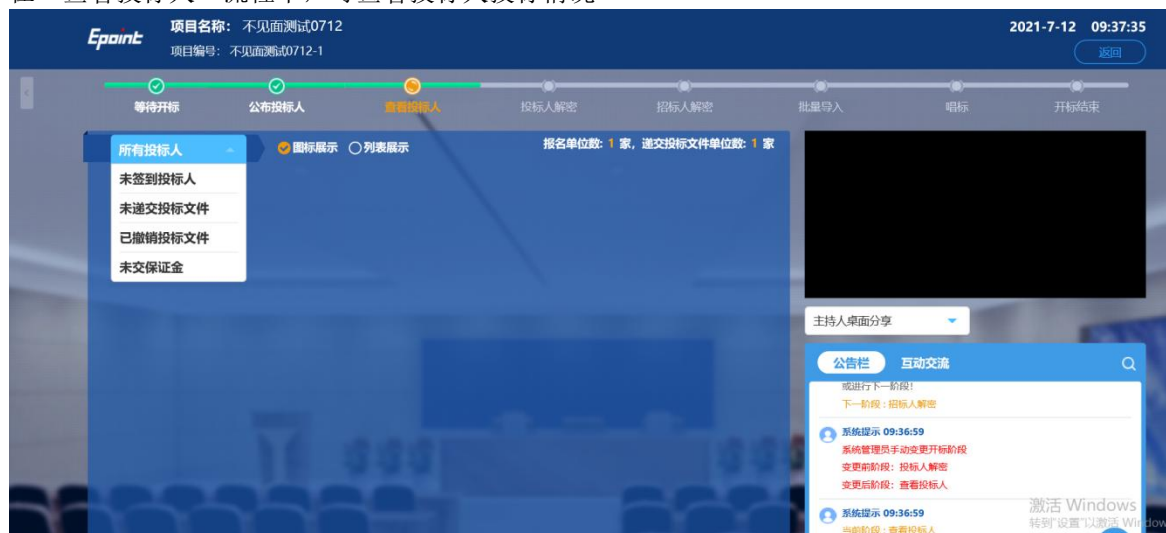 在“查看投标人”流程中，可查看投标人投标情况
Epoint
项目名称: 不见面测试0712
项目编号: 不见面测试0712-1
2021-7-12 09:37:35
返回
等待开标
公布投标人
查看投标人
投标人解密
招标人解密
批量导入
唱标
开标结束
所有投标人
图标展示
列表展示
报名单位数: 1 家, 递交投标文件单位数: 1 家
未签到投标人
未递交投标文件
已撤销投标文件
未交保证金
主持人桌面分享
公告栏
互动交流
或进行下一阶段!
下一阶段 : 招标人解密
系统提示 09:36:59
系统管理员手动变更开标阶段
变更前阶段: 投标人解密
变更后阶段: 查看投标人
系统提示 09:36:59
当前阶段 : 查看投标人
激活 Windows
转到"设置"以激活 Window